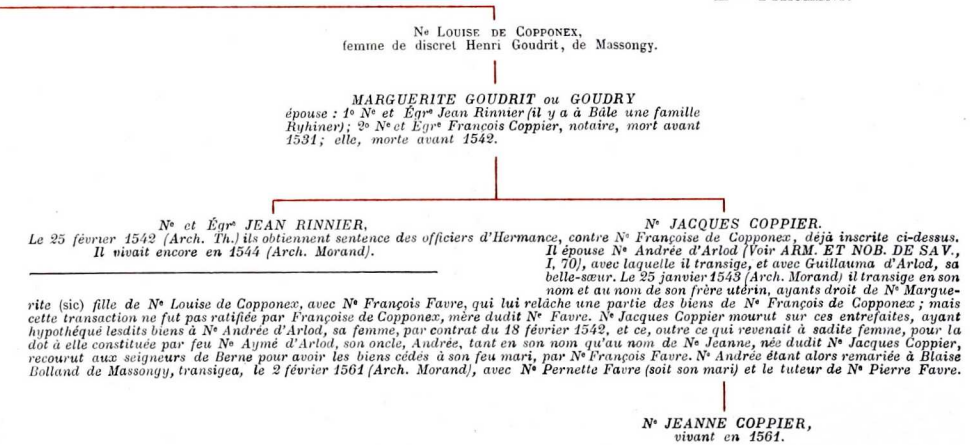 Nᵉ LOUISE DE COPPONEX,
femme de discret Henri Goudrit, de Massongy.
MARGUERITE GOUDRIT ou GOUDRY
épouse : 1º Nᵉ et Égrᵉ Jean Rinnier (il y a à Bâle une famille
Ryhiner) ; 2º Nᵉ et Égrᵉ François Coppier, notaire, mort avant
1531 ; elle, morte avant 1542.
Nᵉ et Égrᵉ JEAN RINNIER,
Nᵉ JACQUES COPPIER.
Le 25 février 1542 (Arch. Th.) ils obtiennent sentence des officiers d'Hermance, contre Nᵉ Françoise de Copponex, déjà inscrite ci-dessus.
Il vivait encore en 1544 (Arch. Morand).
Il épouse Nᵉ Andrée d'Arlod (Voir ARM. ET NOB. DE SAV.,
I, 70), avec laquelle il transige, et avec Guillauma d'Arlod, sa
belle-sœur. Le 25 janvier 1543 (Arch. Morand) il transige en son
nom et au nom de son frère utérin, ayants droit de Nᵉ Margue-
rite (sic) fille de Nᵉ Louise de Copponex, avec Nᵉ François Favre, qui lui relâche une partie des biens de Nᵉ François de Copponex ; mais
cette transaction ne fut pas ratifiée par Françoise de Copponex, mère dudit Nᵉ Favre. Nᵉ Jacques Coppier mourut sur ces entrefaites, ayant
hypothéqué lesdits biens à Nᵉ Andrée d'Arlod, sa femme, par contrat du 18 février 1542, et ce, outre ce qui revenait à sadite femme, pour la
dot à elle constituée par feu Nᵉ Aymé d'Arlod, son oncle, Andrée, tant en son nom qu'au nom de Nᵉ Jeanne, née dudit Nᵉ Jacques Coppier,
recourut aux seigneurs de Berne pour avoir les biens cédés à son feu mari, par Nᵉ François Favre. Nᵉ Andrée étant alors remariée à Blaise
Bolland de Massongy, transigea, le 2 février 1561 (Arch. Morand), avec Nᵉ Pernette Favre (soit son mari) et le tuteur de Nᵉ Pierre Favre.
Nᵉ JEANNE COPPIER,
vivant en 1561.